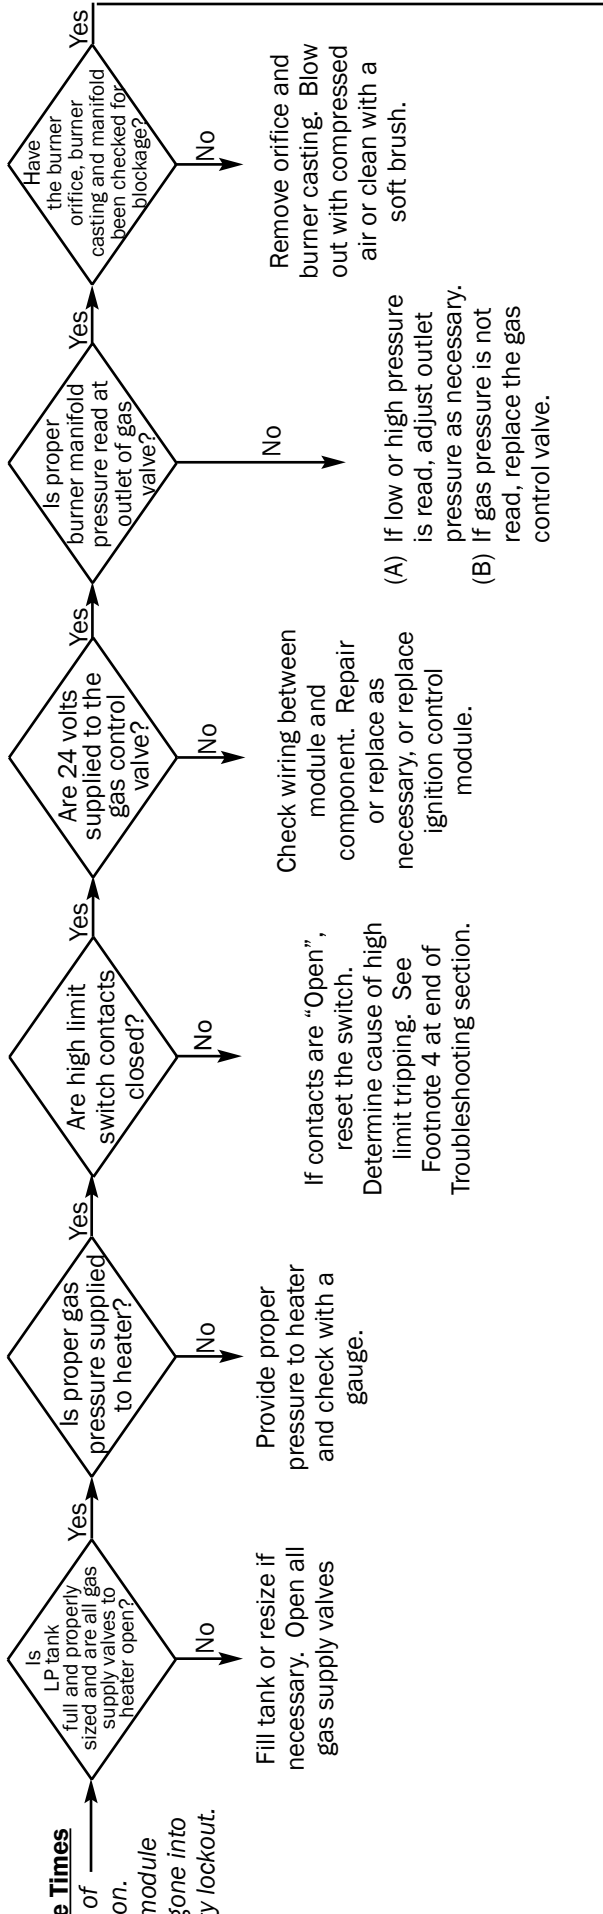 e Times
of
on.
module
gone into
y lockout.
Is
LP tank
full and properly
sized and are all gas
supply valves to
heater open?
Yes
No
Fill tank or resize if
necessary. Open all
gas supply valves
Is proper gas
pressure supplied
to heater?
Yes
No
Provide proper
pressure to heater
and check with a
gauge.
Are high limit
switch contacts
closed?
Yes
No
If contacts are “Open”,
reset the switch.
Determine cause of high
limit tripping. See
Footnote 4 at end of
Troubleshooting section.
Are 24 volts
supplied to the
gas control
valve?
Yes
No
Check wiring between
module and
component. Repair
or replace as
necessary, or replace
ignition control
module.
Is proper
burner manifold
pressure read at
outlet of gas
valve?
Yes
No
(A) If low or high pressure
is read, adjust outlet
pressure as necessary.
(B) If gas pressure is not
read, replace the gas
control valve.
Have
the burner
orifice, burner
casting and manifold
been checked for
blockage?
Yes
No
Remove orifice and
burner casting. Blow
out with compressed
air or clean with a
soft brush.